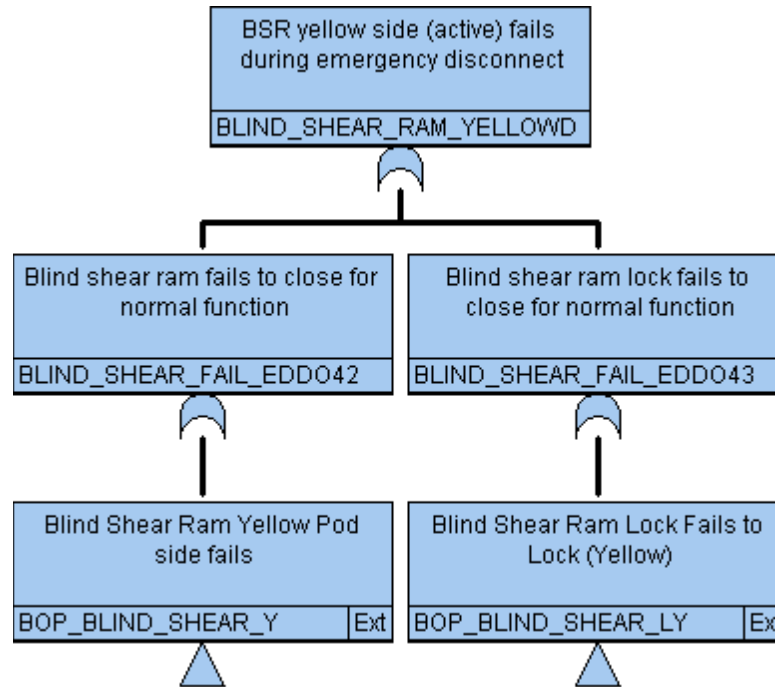 BSR yellow side (active) fails
during emergency disconnect
BLIND_SHEAR_RAM_YELLOWD
Blind shear ram fails to close for
normal function
BLIND_SHEAR_FAIL_EDDO42
Blind shear ram lock fails to
close for normal function
BLIND_SHEAR_FAIL_EDDO43
Blind Shear Ram Yellow Pod
side fails
BOP_BLIND_SHEAR_Y Ext
Blind Shear Ram Lock Fails to
Lock (Yellow)
BOP_BLIND_SHEAR_LY Ex